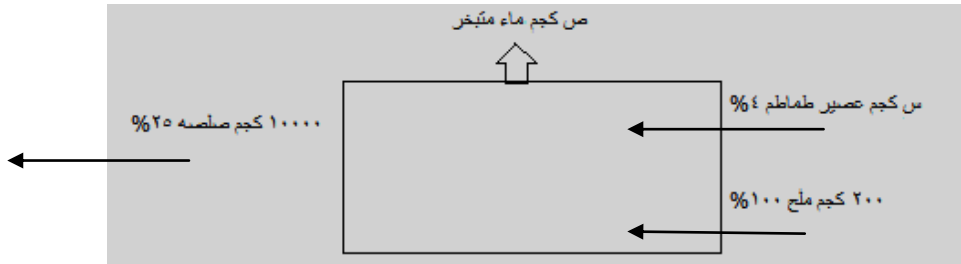 ص كجم ماء متبخر
س كجم عصير طماطم ٤%
١٠٠٠٠ كجم صلصه ٢٥%
٢٠٠ كجم ملح ١٠٠%